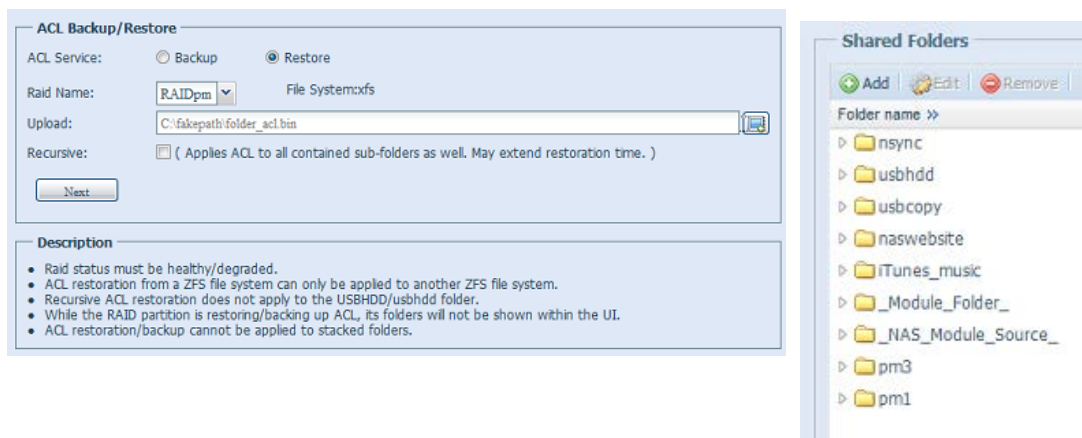 ACL Backup/Restore
ACL Service: Backup Restore
Raid Name: RAIDpm File System:xfs
Upload: C:\fakepath\folder_acl.bin
Recursive: ( Applies ACL to all contained sub-folders as well. May extend restoration time. )
Next
Description
• Raid status must be healthy/degraded.
• ACL restoration from a ZFS file system can only be applied to another ZFS file system.
• Recursive ACL restoration does not apply to the USBHDD/usbhdd folder.
• While the RAID partition is restoring/backing up ACL, its folders will not be shown within the UI.
• ACL restoration/backup cannot be applied to stacked folders.
Shared Folders
Add Edit Remove
Folder name »
nsync
usbhdd
usbcopy
naswebsite
iTunes_music
_Module_Folder_
_NAS_Module_Source_
pm3
pm1